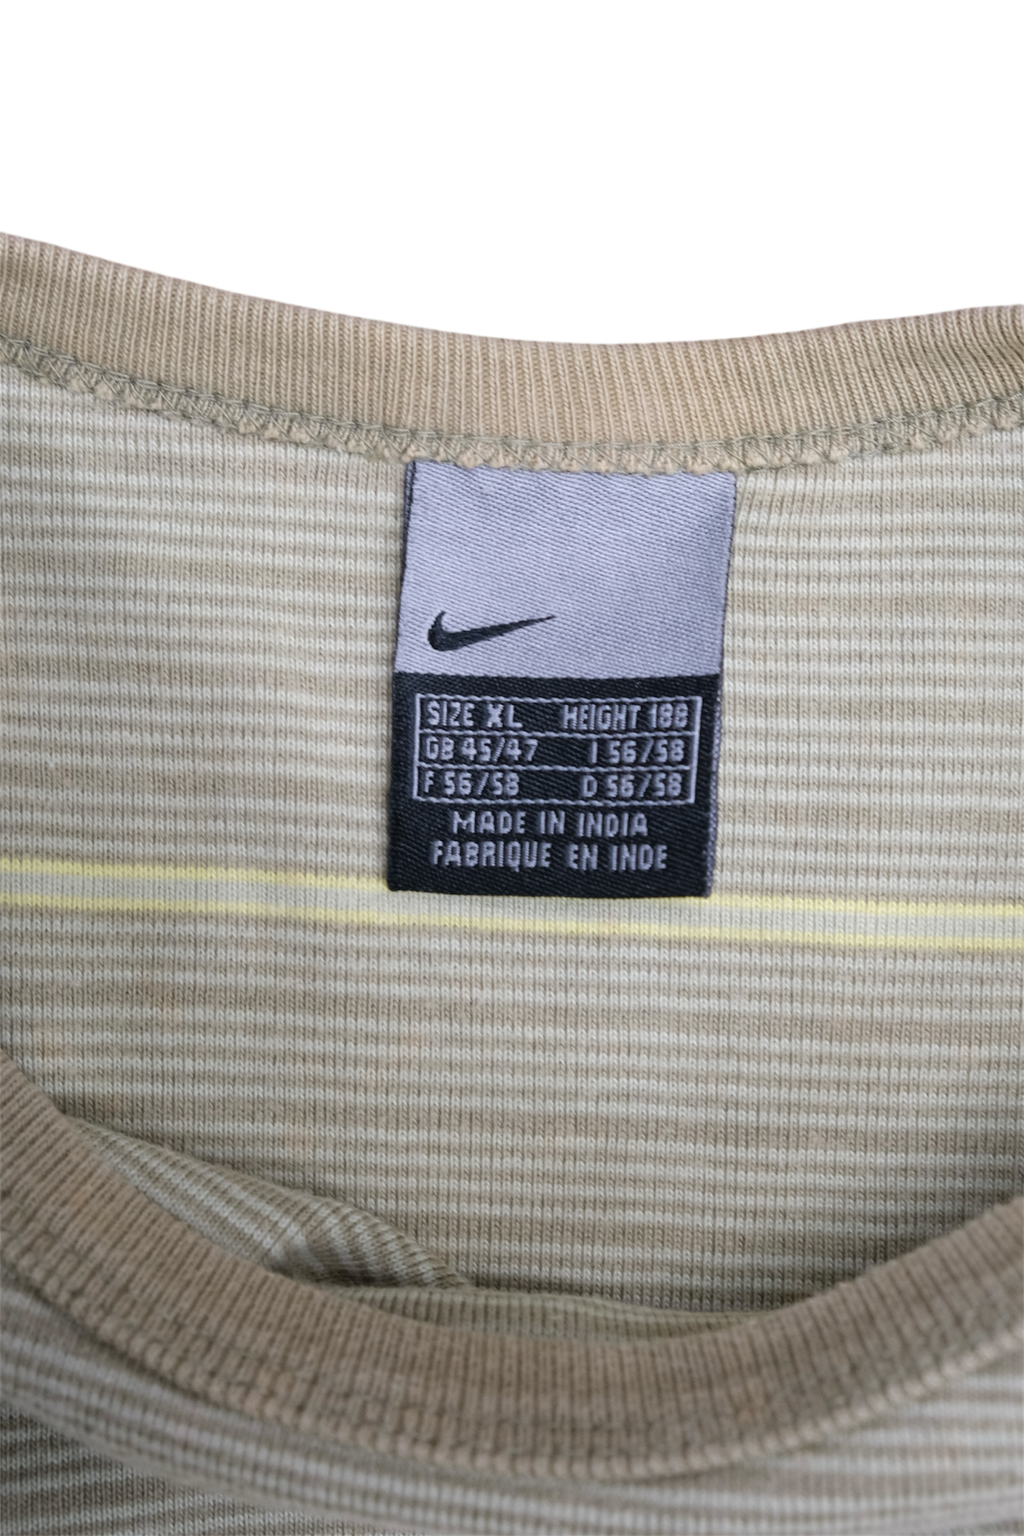 SIZE XL HEIGHT 188
GB 45/47 I 56/58
F 56/58 D 56/58
MADE IN INDIA
FABRIQUE EN INDE